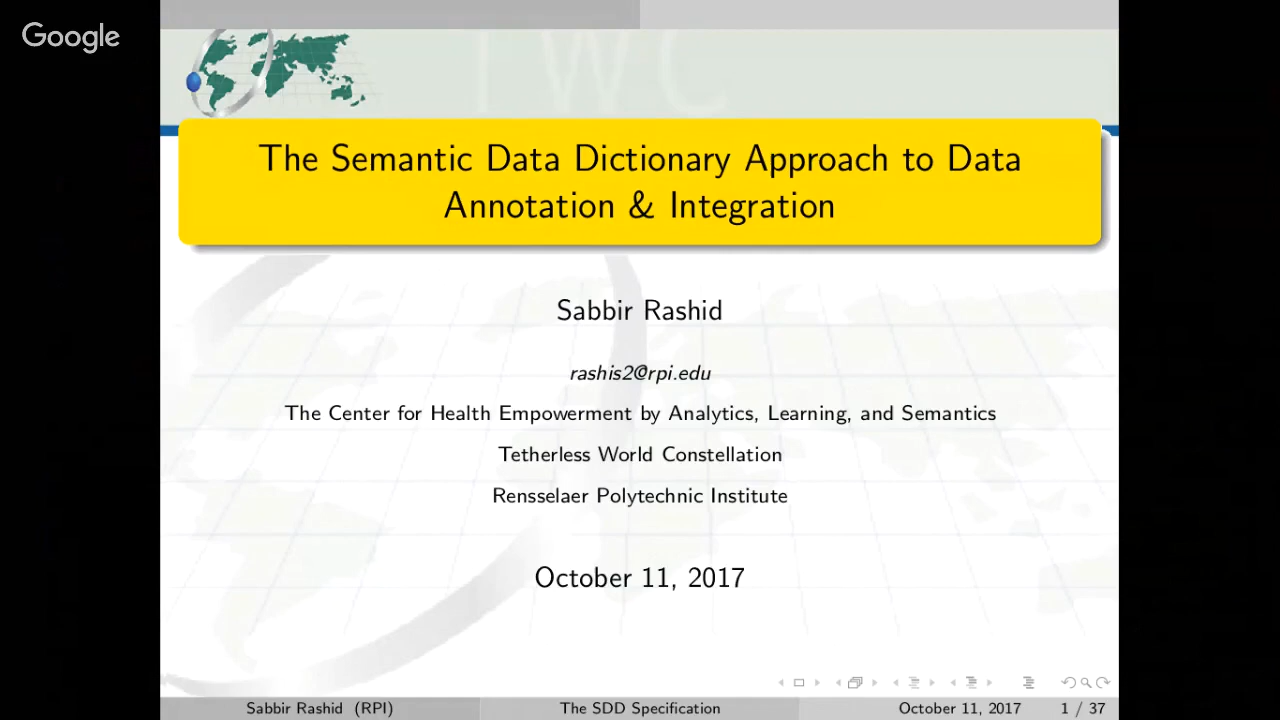 Google
TWC
The Semantic Data Dictionary Approach to Data
Annotation & Integration
Sabbir Rashid
rashis2@rpi.edu
The Center for Health Empowerment by Analytics, Learning, and Semantics
Tetherless World Constellation
Rensselaer Polytechnic Institute
October 11, 2017
Sabbir Rashid (RPI) The SDD Specification October 11, 2017 1 / 37